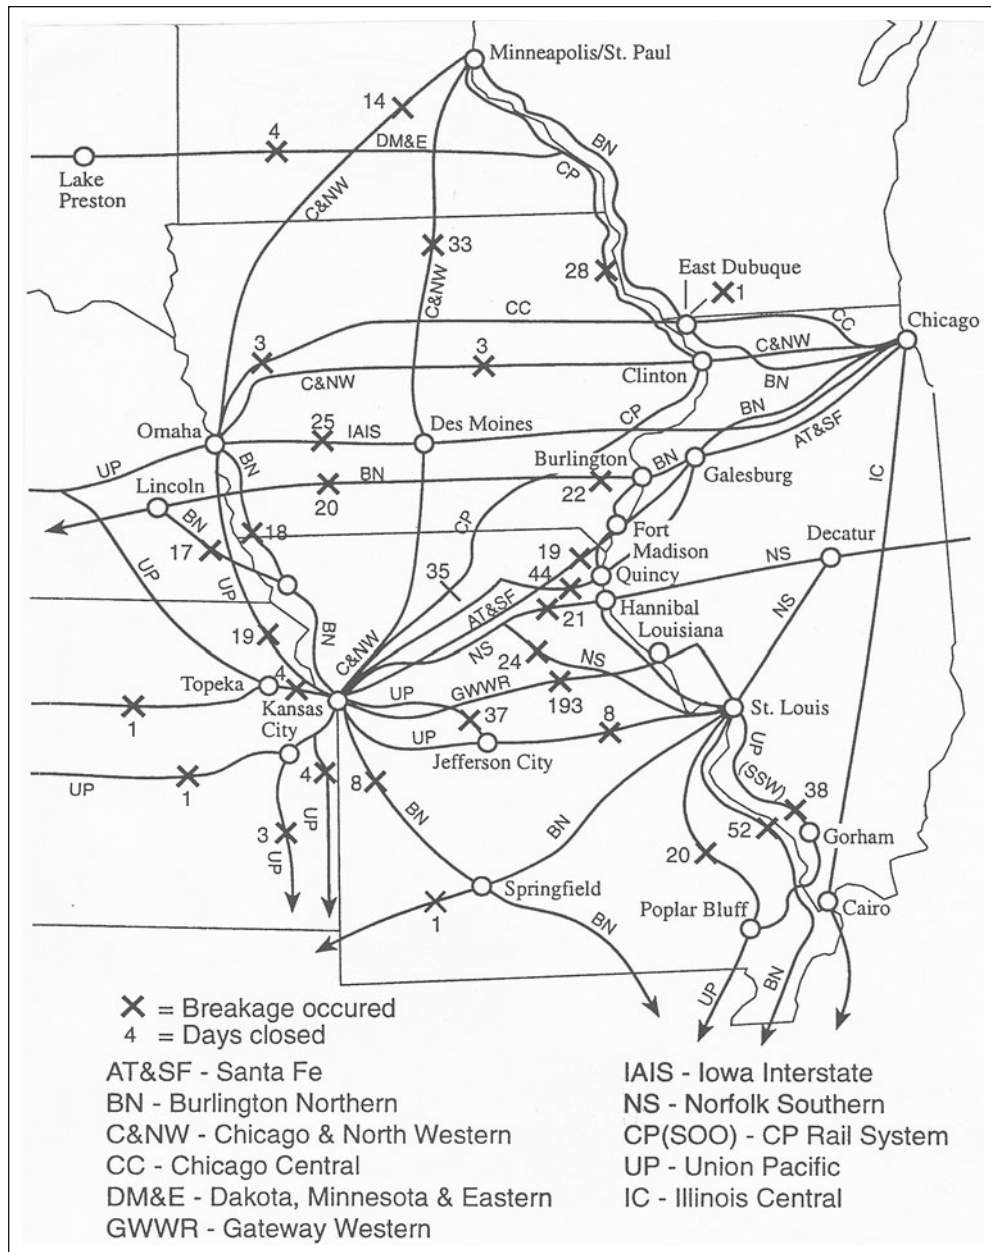 Minneapolis/St. Paul
14
BN
4
DM&E
CP
Lake
Preston
C&NW
33
28
East Dubuque
1
C&NW
CC
CC
Chicago
3
3
C&NW
C&NW
Clinton
BN
BN
CP
25
IAIS
Des Moines
AT&SF
Omaha
UP
BN
Burlington
BN
Galesburg
IC
Lincoln
BN
20
22
BN
18
CP
Fort
Madison
Decatur
17
19
NS
UP
UP
35
44
Quincy
AT&SF
21
Hannibal
Louisiana
NS
19
BN
C&NW
NS
24
NS
Topeka
4
UP
GWWR
193
Kansas
City
37
8
St. Louis
1
UP
Jefferson City
UP
(SSW)
UP
1
4
8
38
3
UP
BN
BN
52
Gorham
UP
20
Springfield
Poplar Bluff
Cairo
1
BN
UP
BN
X = Breakage occured
4 = Days closed
AT&SF - Santa Fe
BN - Burlington Northern
C&NW - Chicago & North Western
CC - Chicago Central
DM&E - Dakota, Minnesota & Eastern
GWWR - Gateway Western
IAIS - Iowa Interstate
NS - Norfolk Southern
CP(SOO) - CP Rail System
UP - Union Pacific
IC - Illinois Central